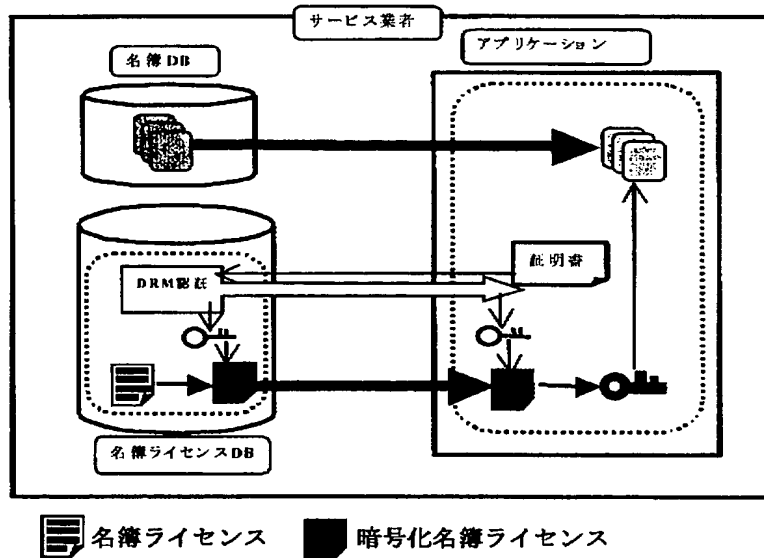 サービス業者
名簿DB
アプリケーション
DRM認証
証明書
名簿ライセンスDB
名簿ライセンス
暗号化名簿ライセンス